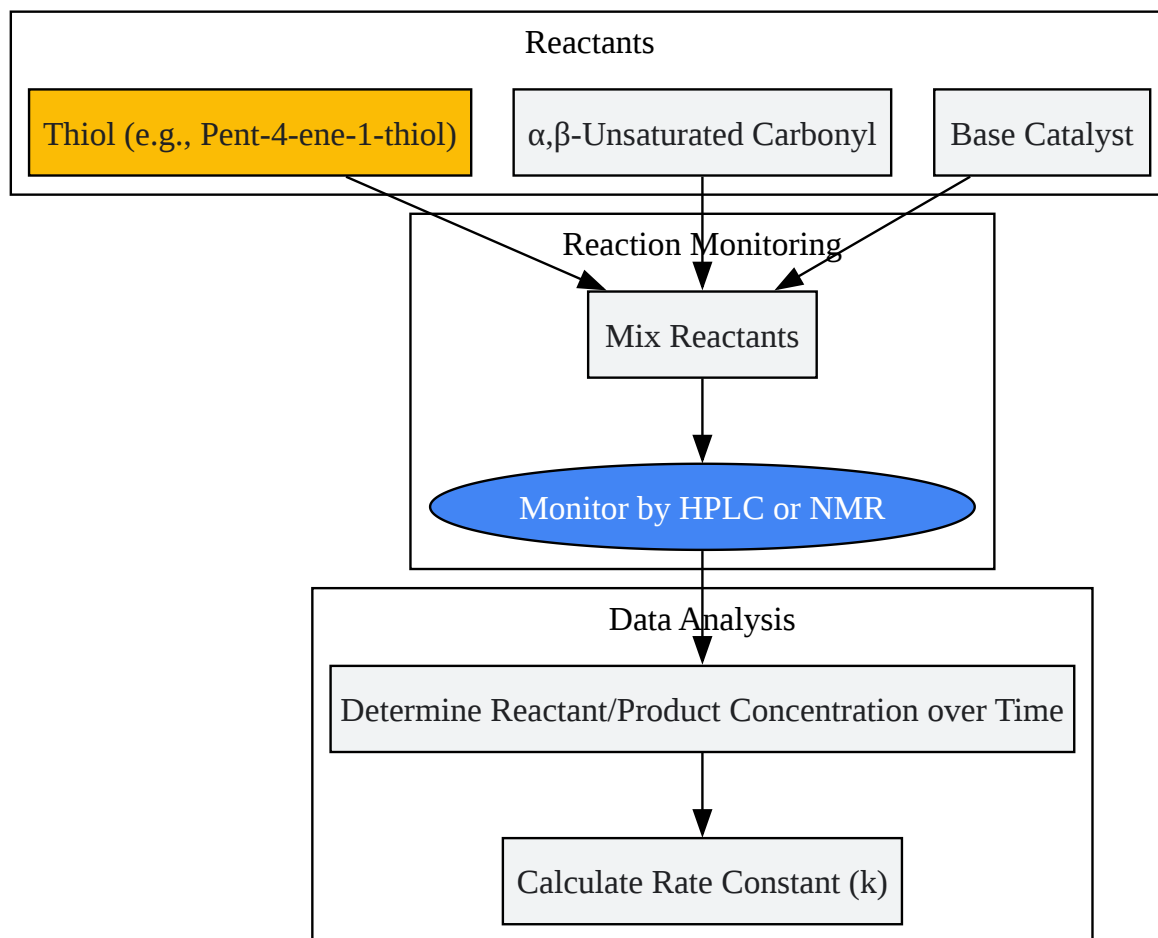 Reactants
Thiol (e.g., Pent-4-ene-1-thiol)
α,β-Unsaturated Carbonyl
Base Catalyst
Reaction Monitoring
Mix Reactants
Monitor by HPLC or NMR
Data Analysis
Determine Reactant/Product Concentration over Time
Calculate Rate Constant (k)